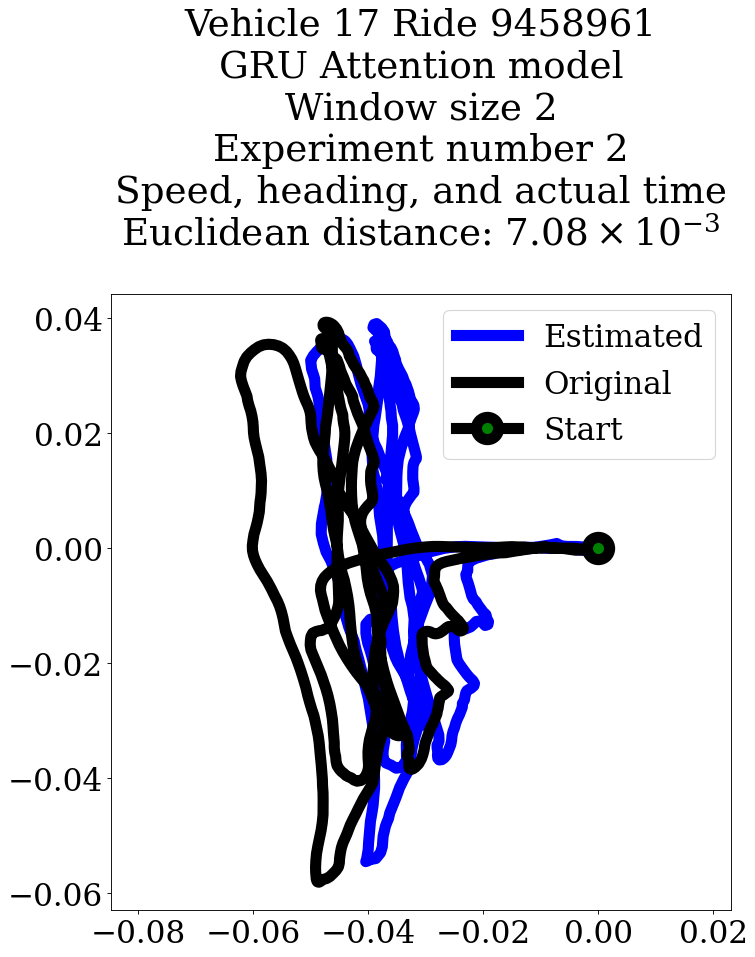 Vehicle 17 Ride 9458961
GRU Attention model
Window size 2
Experiment number 2
Speed, heading, and actual time
Euclidean distance: 7.08 × 10⁻³
Estimated
Original
Start
0.04
0.02
0.00
−0.02
−0.04
−0.06
−0.08 −0.06 −0.04 −0.02 0.00 0.02